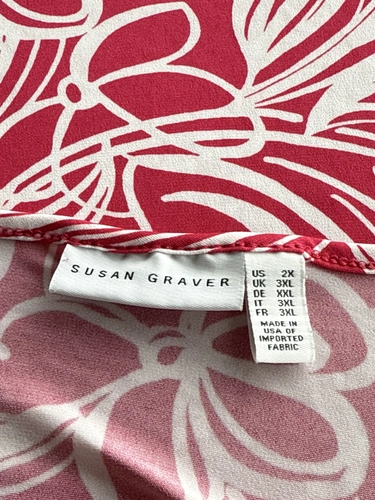 SUSAN GRAVER
US 2X
UK 3XL
DE XXL
IT 3XL
FR 3XL
MADE IN
USA OF
IMPORTED
FABRIC